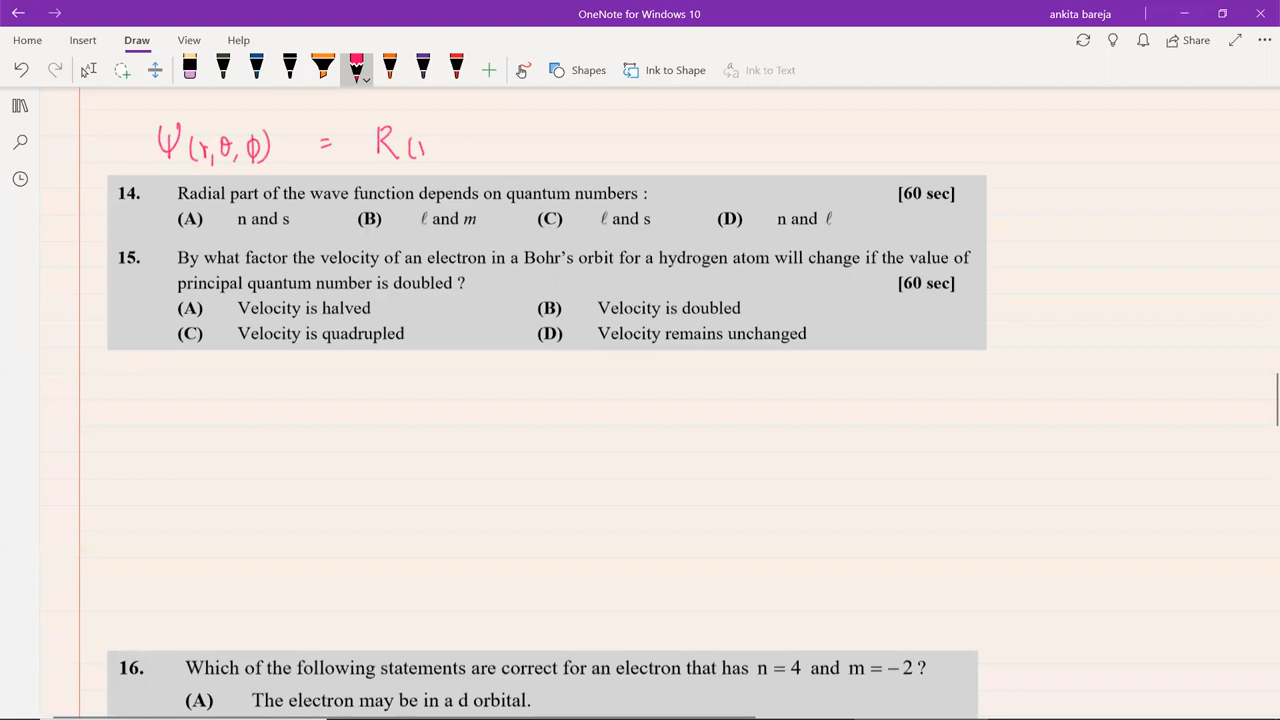 OneNote for Windows 10
ankita bareja
Home Insert Draw View Help
Share
Shapes Ink to Shape Ink to Text
Ψ(r,θ,ϕ) = R(
14. Radial part of the wave function depends on quantum numbers : [60 sec]
(A) n and s (B) ℓ and m (C) ℓ and s (D) n and ℓ
15. By what factor the velocity of an electron in a Bohr's orbit for a hydrogen atom will change if the value of
principal quantum number is doubled ? [60 sec]
(A) Velocity is halved (B) Velocity is doubled
(C) Velocity is quadrupled (D) Velocity remains unchanged
16. Which of the following statements are correct for an electron that has n = 4 and m = −2 ?
(A) The electron may be in a d orbital.